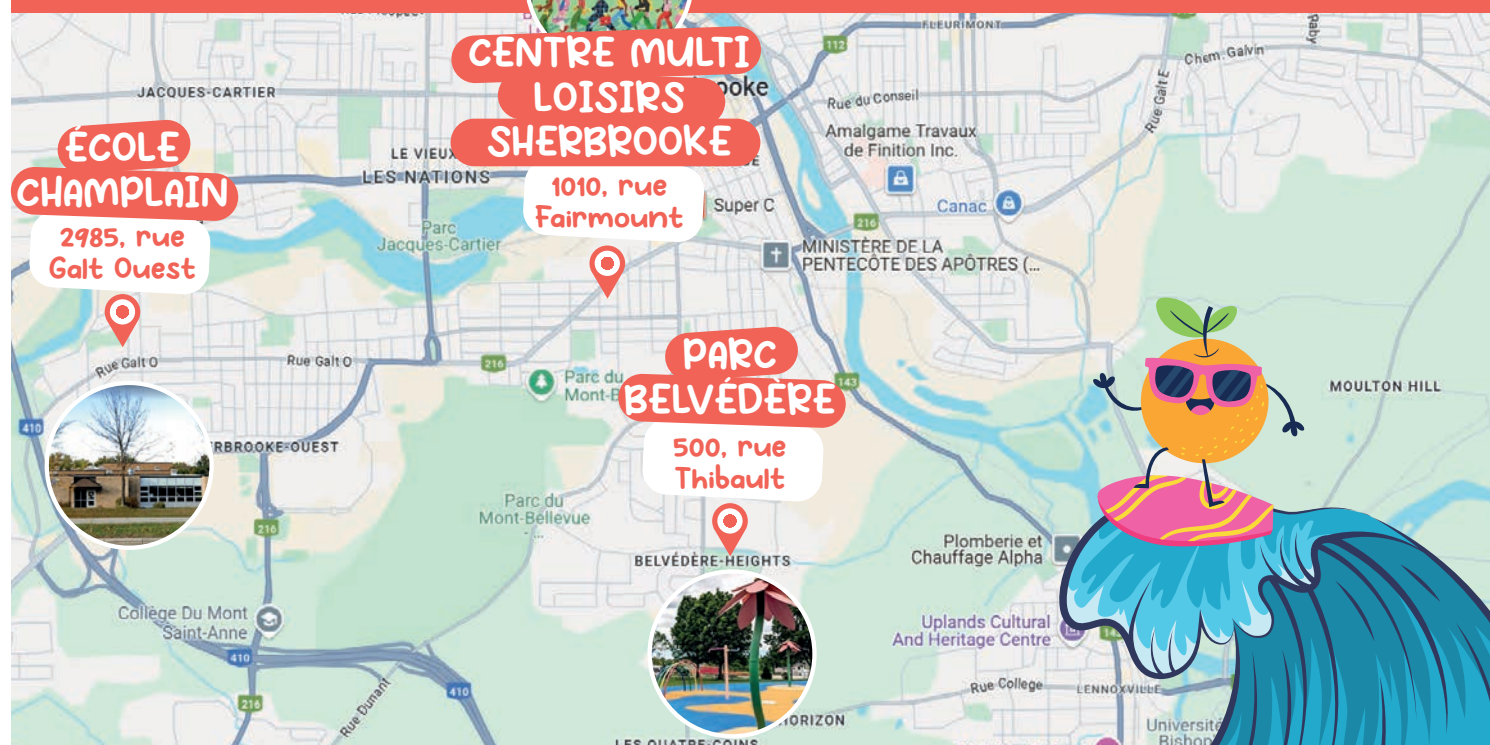 FLEURIMONT
112
Chem. Galvin
Rue Galt E
CENTRE MULTI
LOISIRS
SHERBROOKE
1010, rue
Fairmount
JACQUES-CARTIER
Rue du Conseil
Amalgame Travaux
de Finition Inc.
ÉCOLE
CHAMPLAIN
2985, rue
Galt Ouest
LE VIEUX
LES NATIONS
Super C
Canac
216
Parc
Jacques-Cartier
MINISTÈRE DE LA
PENTECÔTE DES APÔTRES (...
Rue Galt O
Rue Galt O
216
Parc du
Mont-B
PARC
BELVÉDÈRE
500, rue
Thibault
143
MOULTON HILL
410
RBROOKE-OUEST
Parc du
Mont-Bellevue
216
BELVÉDÈRE-HEIGHTS
Plomberie et
Chauffage Alpha
Collège Du Mont
Saint-Anne
Uplands Cultural
And Heritage Centre
410
410
216
Rue Dunant
Rue College
LENNOXVILLE
HORIZON
Université
Bishop
LES QUATRE-COINS